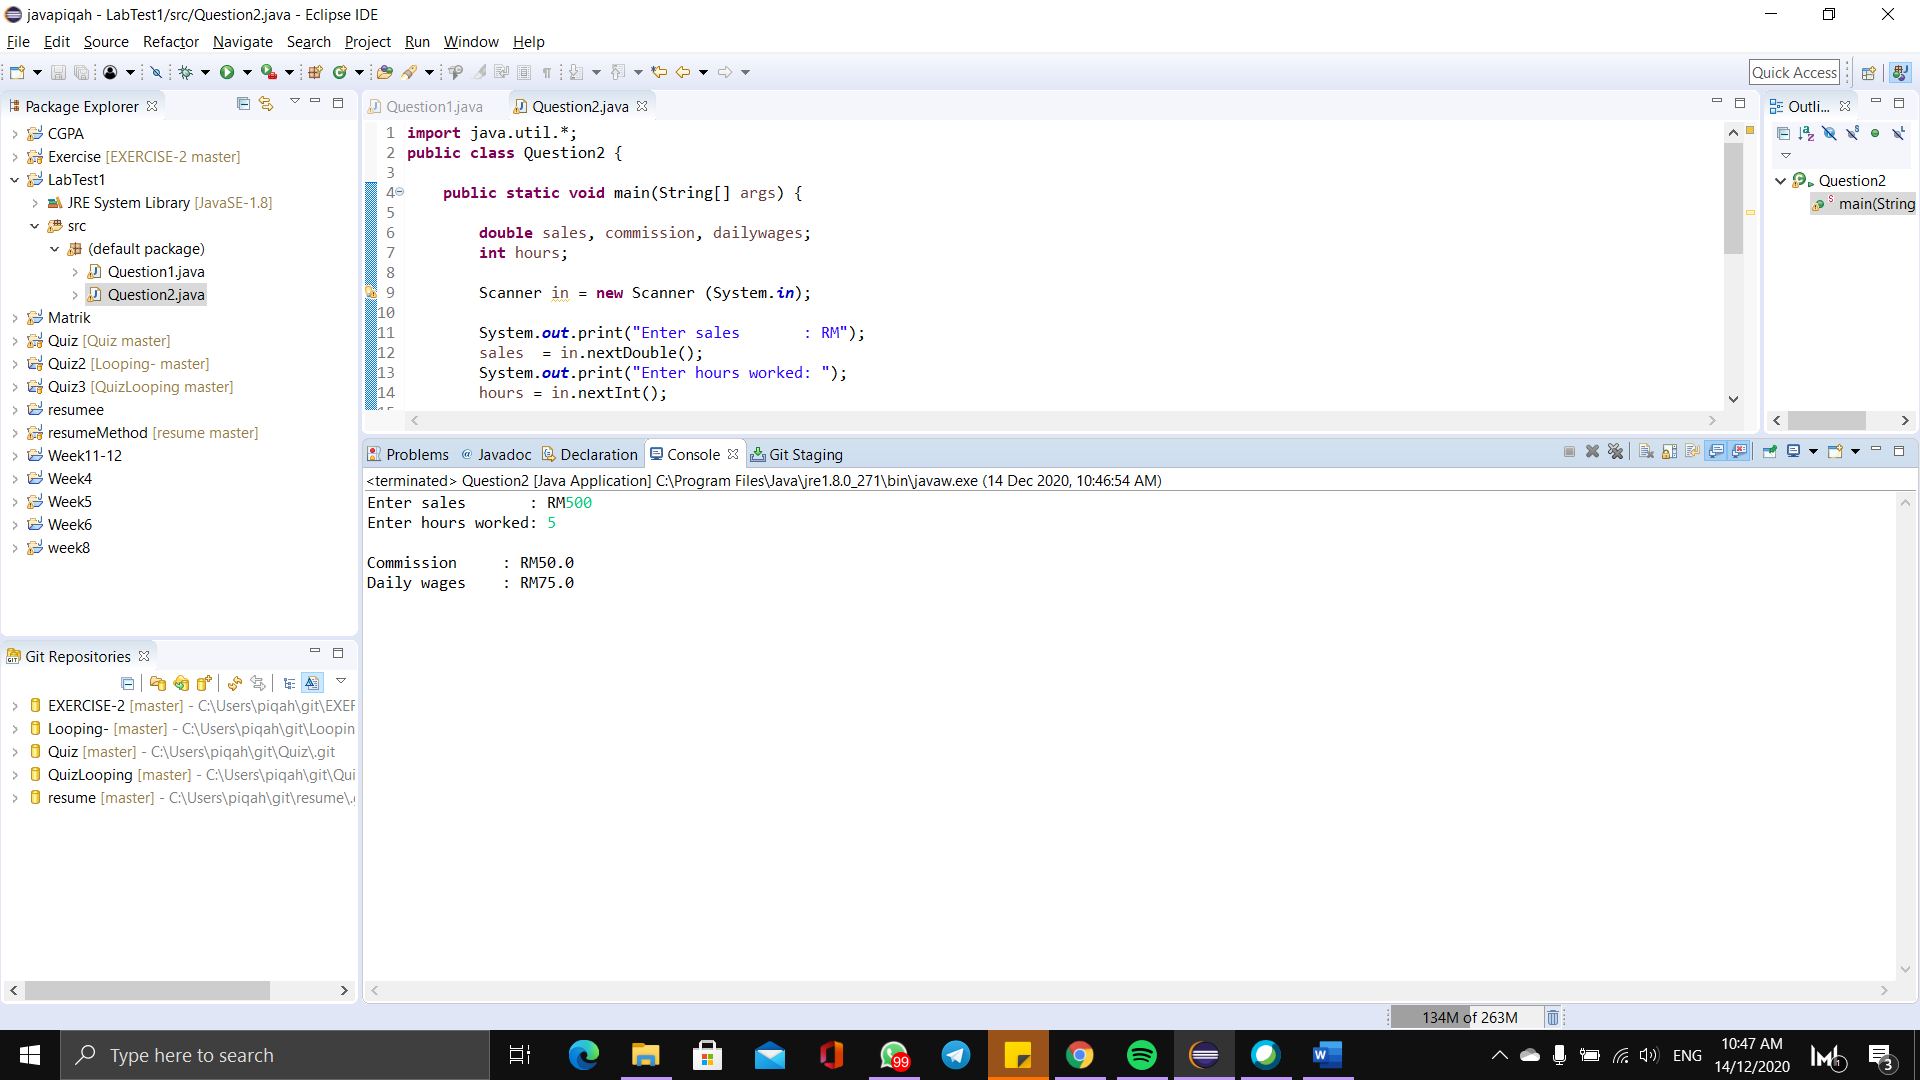 javapiqah - LabTest1/src/Question2.java - Eclipse IDE
File Edit Source Refactor Navigate Search Project Run Window Help
Quick Access
Package Explorer
CGPA
Exercise [EXERCISE-2 master]
LabTest1
JRE System Library [JavaSE-1.8]
src
(default package)
Question1.java
Question2.java
Matrik
Quiz [Quiz master]
Quiz2 [Looping- master]
Quiz3 [QuizLooping master]
resumee
resumeMethod [resume master]
Week11-12
Week4
Week5
Week6
week8
Git Repositories
EXERCISE-2 [master] - C:\Users\piqah\git\EXER
Looping- [master] - C:\Users\piqah\git\Loopin
Quiz [master] - C:\Users\piqah\git\Quiz\.git
QuizLooping [master] - C:\Users\piqah\git\Qui
resume [master] - C:\Users\piqah\git\resume\.
Question1.java Question2.java
1 import java.util.*;
2 public class Question2 {
3
4 public static void main(String[] args) {
5
6 double sales, commission, dailywages;
7 int hours;
8
9 Scanner in = new Scanner (System.in);
10
11 System.out.print("Enter sales       : RM");
12 sales  = in.nextDouble();
13 System.out.print("Enter hours worked: ");
14 hours = in.nextInt();
Outli...
Question2
main(String
Problems @ Javadoc Declaration Console Git Staging
<terminated> Question2 [Java Application] C:\Program Files\Java\jre1.8.0_271\bin\javaw.exe (14 Dec 2020, 10:46:54 AM)
Enter sales       : RM500
Enter hours worked: 5
Commission     : RM50.0
Daily wages    : RM75.0
134M of 263M
Type here to search
99
ENG
10:47 AM
14/12/2020
3